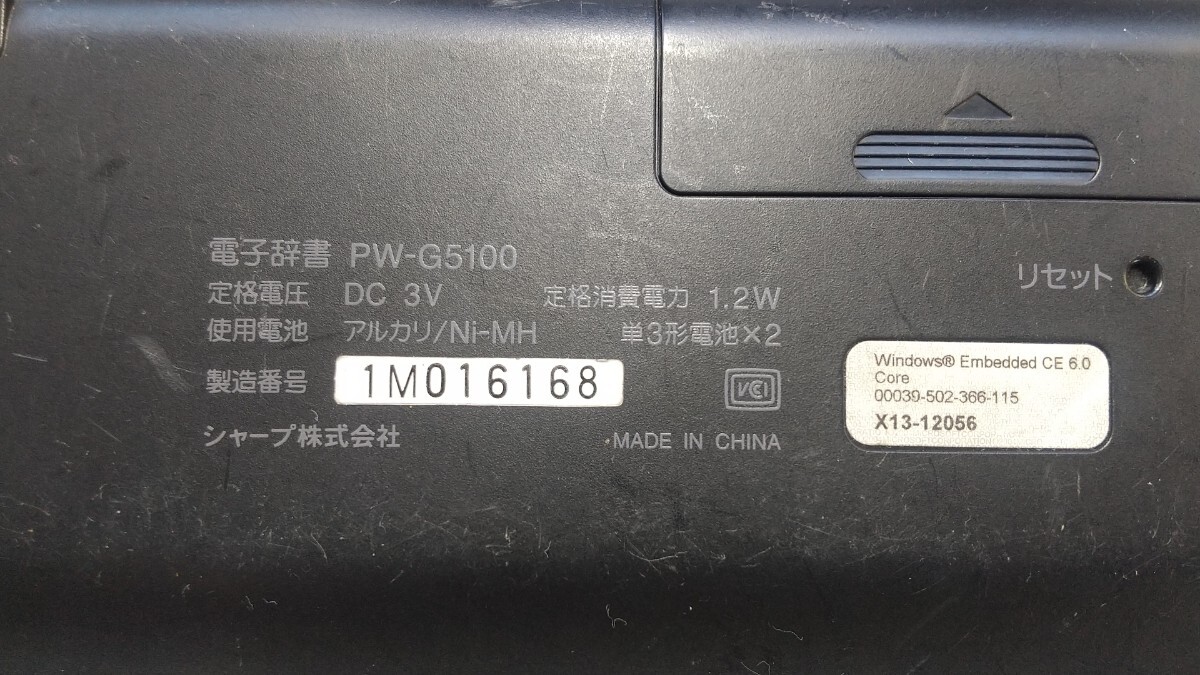 電子辞書 PW-G5100
定格電圧 DC 3V 定格消費電力 1.2W
使用電池 アルカリ/Ni-MH 単3形電池×2
製造番号 1M016168 VCI
シャープ株式会社 MADE IN CHINA
リセット
Windows® Embedded CE 6.0
Core
00039-502-366-115
X13-12056